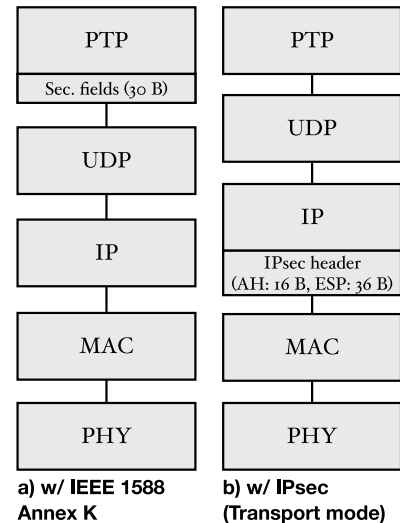 PTP
Sec. fields (30 B)
UDP
IP
MAC
PHY
a) w/ IEEE 1588
Annex K
PTP
UDP
IP
IPsec header
(AH: 16 B, ESP: 36 B)
MAC
PHY
b) w/ IPsec
(Transport mode)